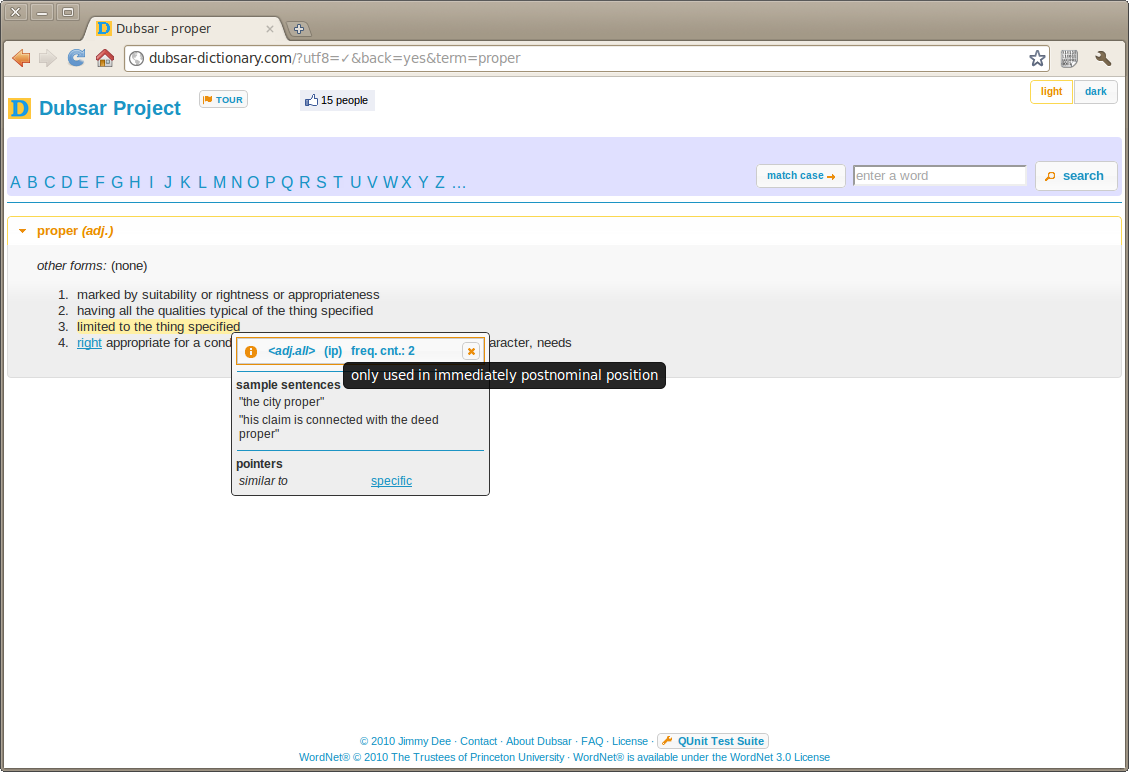 Dubsar - proper
dubsar-dictionary.com/?utf8=✓&back=yes&term=proper
D Dubsar Project TOUR 15 people light dark
A B C D E F G H I J K L M N O P Q R S T U V W X Y Z ...
match case enter a word search
proper (adj.)
other forms: (none)
1. marked by suitability or rightness or appropriateness
2. having all the qualities typical of the thing specified
3. limited to the thing specified
4. right appropriate for a cond aracter, needs
<adj.all> (ip) freq. cnt.: 2
only used in immediately postnominal position
sample sentences
"the city proper"
"his claim is connected with the deed
proper"
pointers
similar to specific
© 2010 Jimmy Dee · Contact · About Dubsar · FAQ · License · QUnit Test Suite
WordNet® © 2010 The Trustees of Princeton University · WordNet® is available under the WordNet 3.0 License